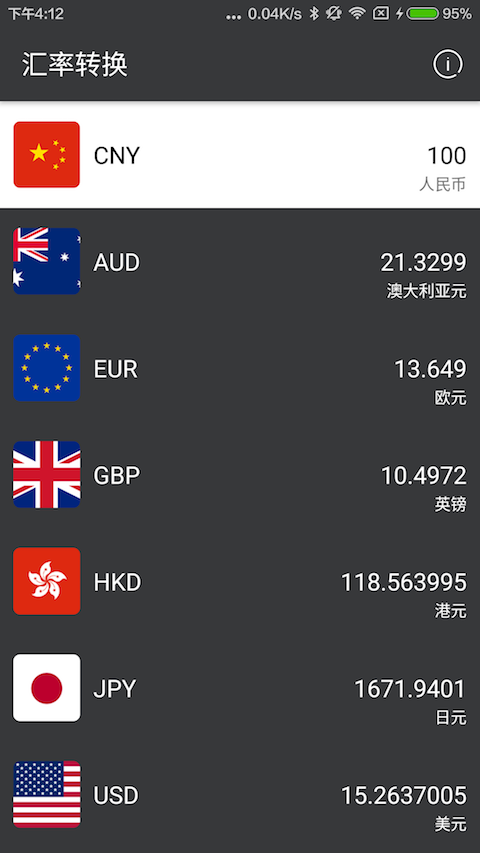 下午4:12 ... 0.04K/s 95%
汇率转换
CNY 100
人民币
AUD 21.3299
澳大利亚元
EUR 13.649
欧元
GBP 10.4972
英镑
HKD 118.563995
港元
JPY 1671.9401
日元
USD 15.2637005
美元